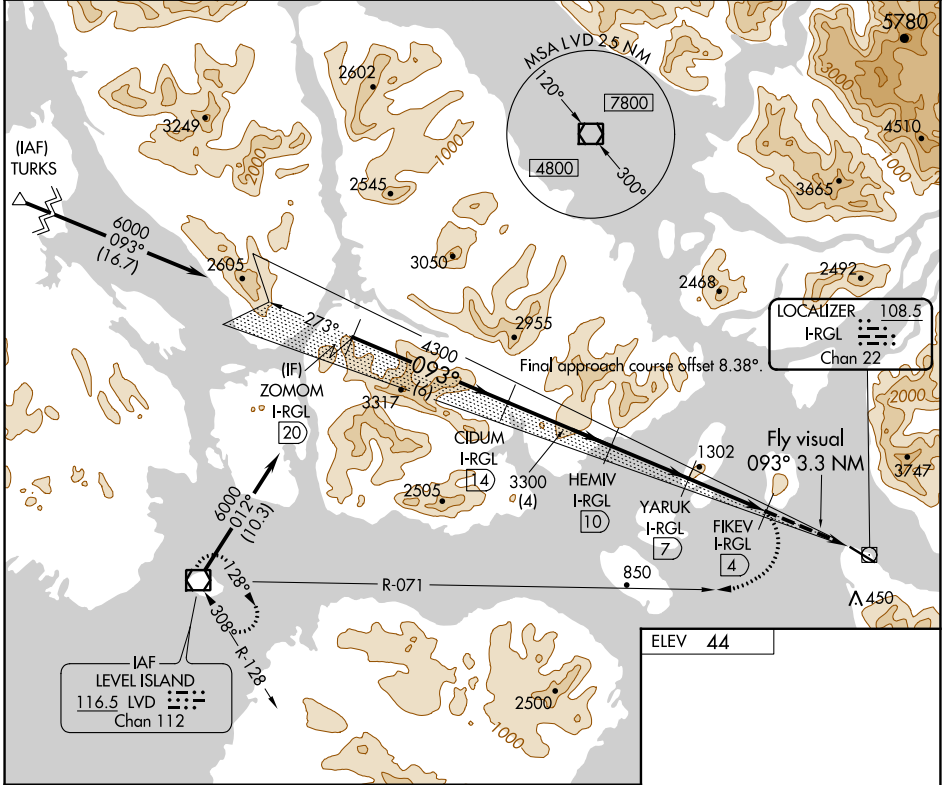 5780
2602
MSA LVD 25 NM
120°
7800
4800
300°
3249
2000
1000
3000
4510
1000
(IAF)
TURKS
2545
3665
6000
093°
(16.7)
2605
3050
2468
2492
2955
LOCALIZER 108.5
I-RGL
Chan 22
273°
4300
093°
(6)
Final approach course offset 8.38°.
(IF)
ZOMOM
I-RGL
20
3317
2000
CIDUM
I-RGL
14
3300
(4)
HEMIV
I-RGL
10
1302
YARUK
I-RGL
7
Fly visual
093° 3.3 NM
FIKEV
I-RGL
4
3747
2505
6000
012°
(10.3)
128°
308°
R-128
R-071
850
450
IAF
LEVEL ISLAND
116.5 LVD
Chan 112
2500
1000
ELEV 44